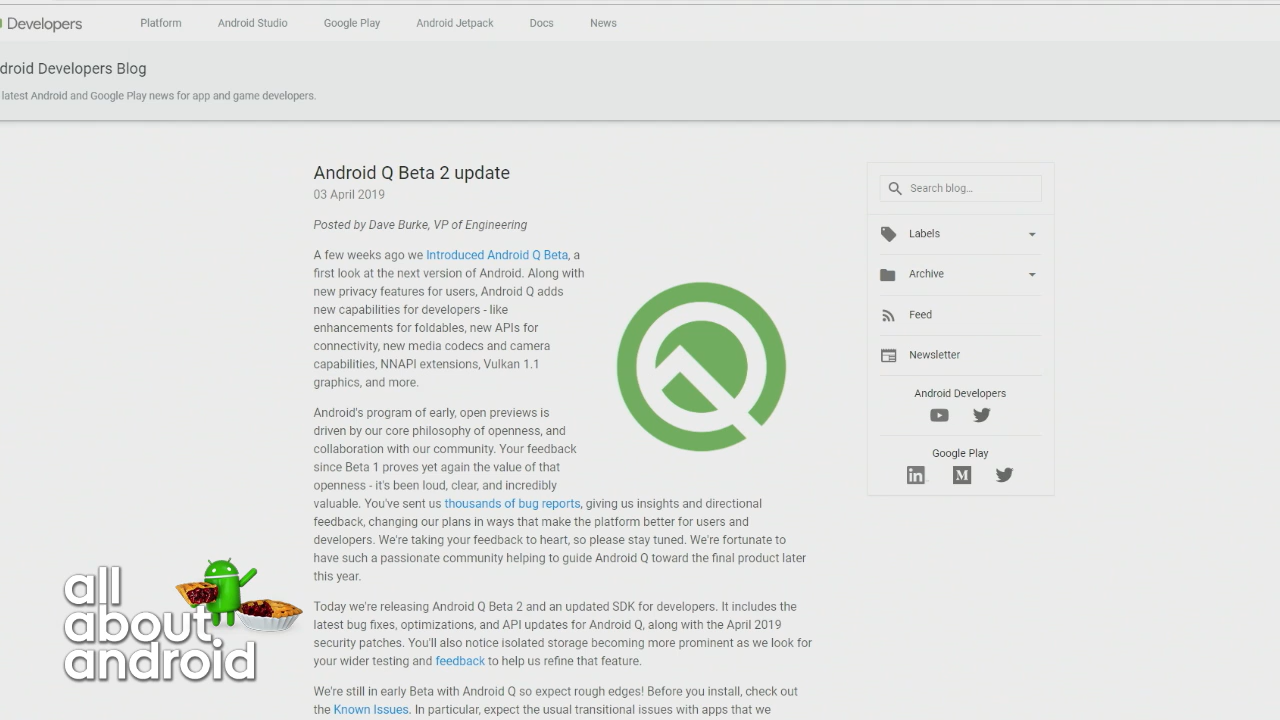 Developers
Platform
Android Studio
Google Play
Android Jetpack
Docs
News
droid Developers Blog
latest Android and Google Play news for app and game developers.
Android Q Beta 2 update
03 April 2019
Posted by Dave Burke, VP of Engineering
A few weeks ago we Introduced Android Q Beta, a
first look at the next version of Android. Along with
new privacy features for users, Android Q adds
new capabilities for developers - like
enhancements for foldables, new APIs for
connectivity, new media codecs and camera
capabilities, NNAPI extensions, Vulkan 1.1
graphics, and more.
Android's program of early, open previews is
driven by our core philosophy of openness, and
collaboration with our community. Your feedback
since Beta 1 proves yet again the value of that
openness - it's been loud, clear, and incredibly
valuable. You've sent us thousands of bug reports, giving us insights and directional
feedback, changing our plans in ways that make the platform better for users and
developers. We're taking your feedback to heart, so please stay tuned. We're fortunate to
have such a passionate community helping to guide Android Q toward the final product later
this year.
Today we're releasing Android Q Beta 2 and an updated SDK for developers. It includes the
latest bug fixes, optimizations, and API updates for Android Q, along with the April 2019
security patches. You'll also notice isolated storage becoming more prominent as we look for
your wider testing and feedback to help us refine that feature.
We're still in early Beta with Android Q so expect rough edges! Before you install, check out
the Known Issues. In particular, expect the usual transitional issues with apps that we
Search blog...
Labels
Archive
Feed
Newsletter
Android Developers
Google Play
all
about
android